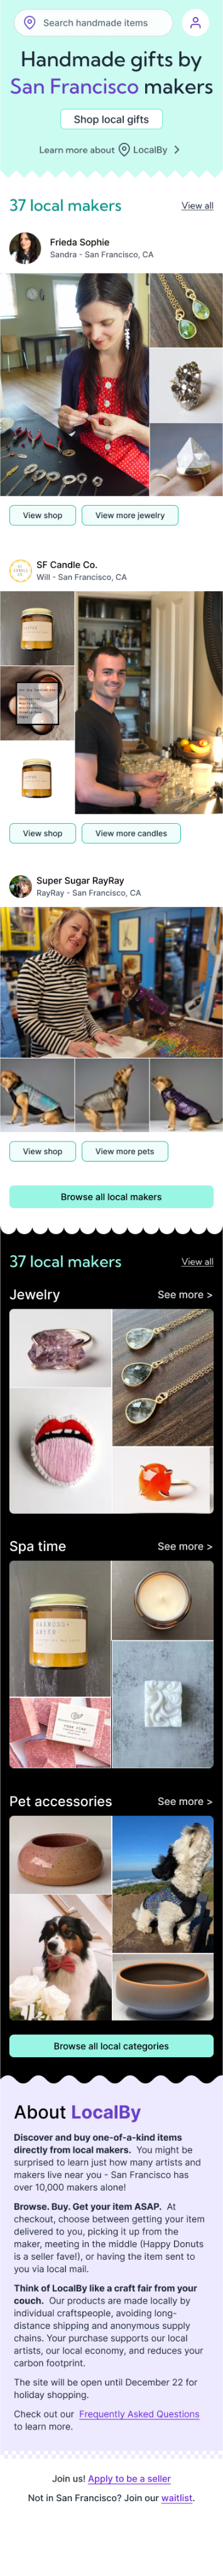 Search handmade items
Handmade gifts by
San Francisco makers
Shop local gifts
Learn more about LocalBy >
37 local makers
View all
Frieda Sophie
Sandra - San Francisco, CA
View shop
View more jewelry
SF Candle Co.
Will - San Francisco, CA
View shop
View more candles
Super Sugar RayRay
RayRay - San Francisco, CA
View shop
View more pets
Browse all local makers
37 local makers
View all
Jewelry
See more >
Spa time
See more >
Pet accessories
See more >
Browse all local categories
About LocalBy
Discover and buy one-of-a-kind items
directly from local makers. You might be
surprised to learn just how many artists and
makers live near you - San Francisco has
over 10,000 makers alone!
Browse. Buy. Get your item ASAP. At
checkout, choose between getting your item
delivered to you, picking it up from the
maker, meeting in the middle (Happy Donuts
is a seller fave!), or having the item sent to
you via local mail.
Think of LocalBy like a craft fair from your
couch. Our products are made locally by
individual craftspeople, avoiding long-
distance shipping and anonymous supply
chains. Your purchase supports our local
artists, our local economy, and reduces your
carbon footprint.
The site will be open until December 22 for
holiday shopping.
Check out our Frequently Asked Questions
to learn more.
Join us! Apply to be a seller
Not in San Francisco? Join our waitlist.